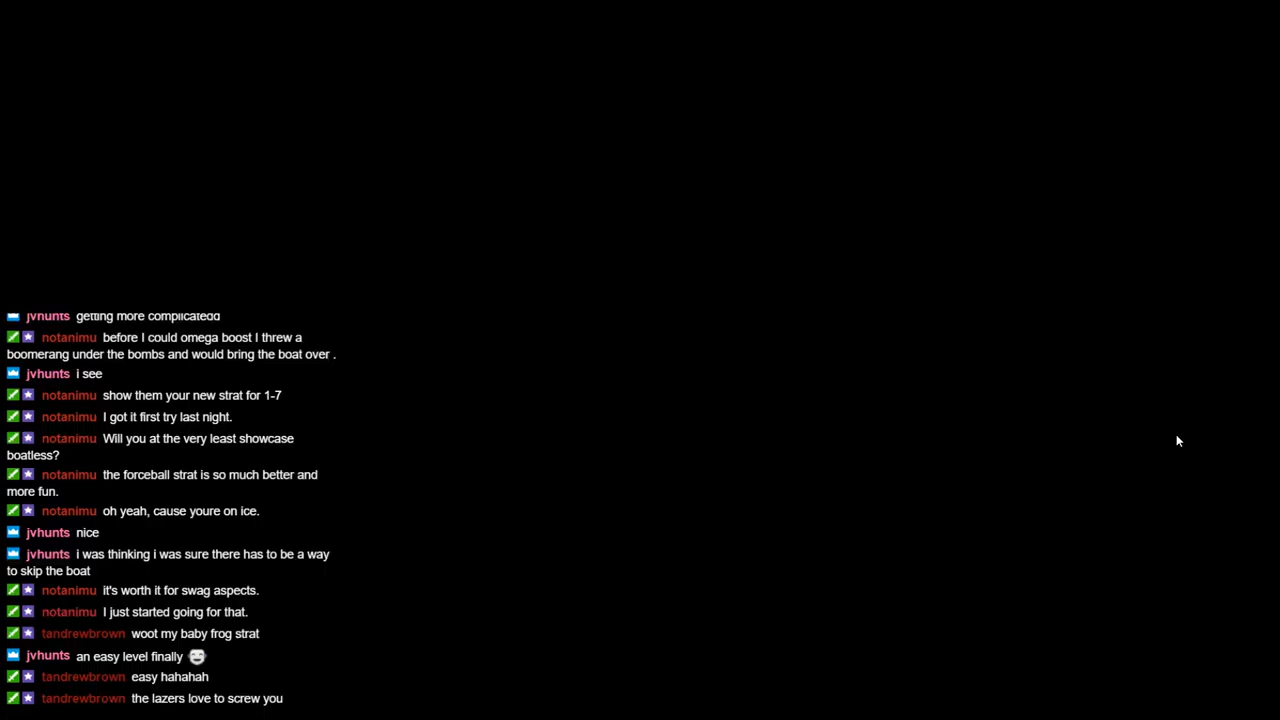 jvhunts getting more complicatedd
notanimu before I could omega boost I threw a
boomerang under the bombs and would bring the boat over .
jvhunts i see
notanimu show them your new strat for 1-7
notanimu I got it first try last night.
notanimu Will you at the very least showcase
boatless?
notanimu the forceball strat is so much better and
more fun.
notanimu oh yeah, cause youre on ice.
jvhunts nice
jvhunts i was thinking i was sure there has to be a way
to skip the boat
notanimu it's worth it for swag aspects.
notanimu I just started going for that.
tandrewbrown woot my baby frog strat
jvhunts an easy level finally
tandrewbrown easy hahahah
tandrewbrown the lazers love to screw you